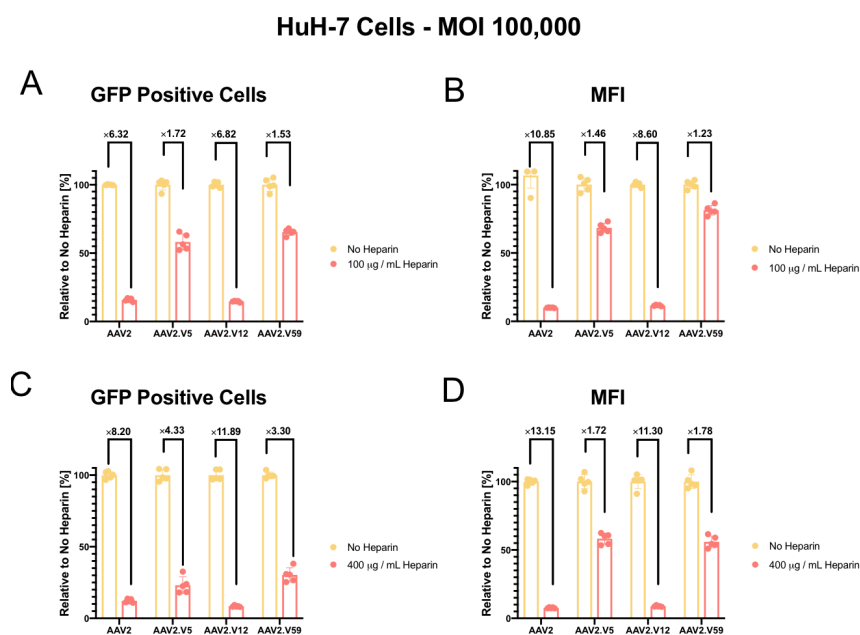 HuH-7 Cells - MOI 100,000
A
GFP Positive Cells
×6.32 ×1.72 ×6.82 ×1.53
Relative to No Heparin [%]
100
50
0
AAV2 AAV2.V5 AAV2.V12 AAV2.V59
No Heparin
100 µg / mL Heparin
B
MFI
×10.85 ×1.46 ×8.60 ×1.23
Relative to No Heparin [%]
100
50
0
AAV2 AAV2.V5 AAV2.V12 AAV2.V59
No Heparin
100 µg / mL Heparin
C
GFP Positive Cells
×8.20 ×4.33 ×11.89 ×3.30
Relative to No Heparin [%]
100
50
0
AAV2 AAV2.V5 AAV2.V12 AAV2.V59
No Heparin
400 µg / mL Heparin
D
MFI
×13.15 ×1.72 ×11.30 ×1.78
Relative to No Heparin [%]
100
50
0
AAV2 AAV2.V5 AAV2.V12 AAV2.V59
No Heparin
400 µg / mL Heparin